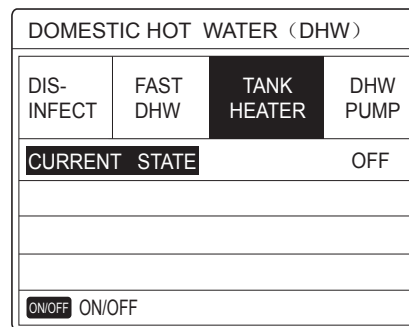 DOMESTIC HOT WATER（DHW）
DIS-
INFECT
FAST
DHW
TANK
HEATER
DHW
PUMP
CURRENT STATE OFF
ON/OFF ON/OFF